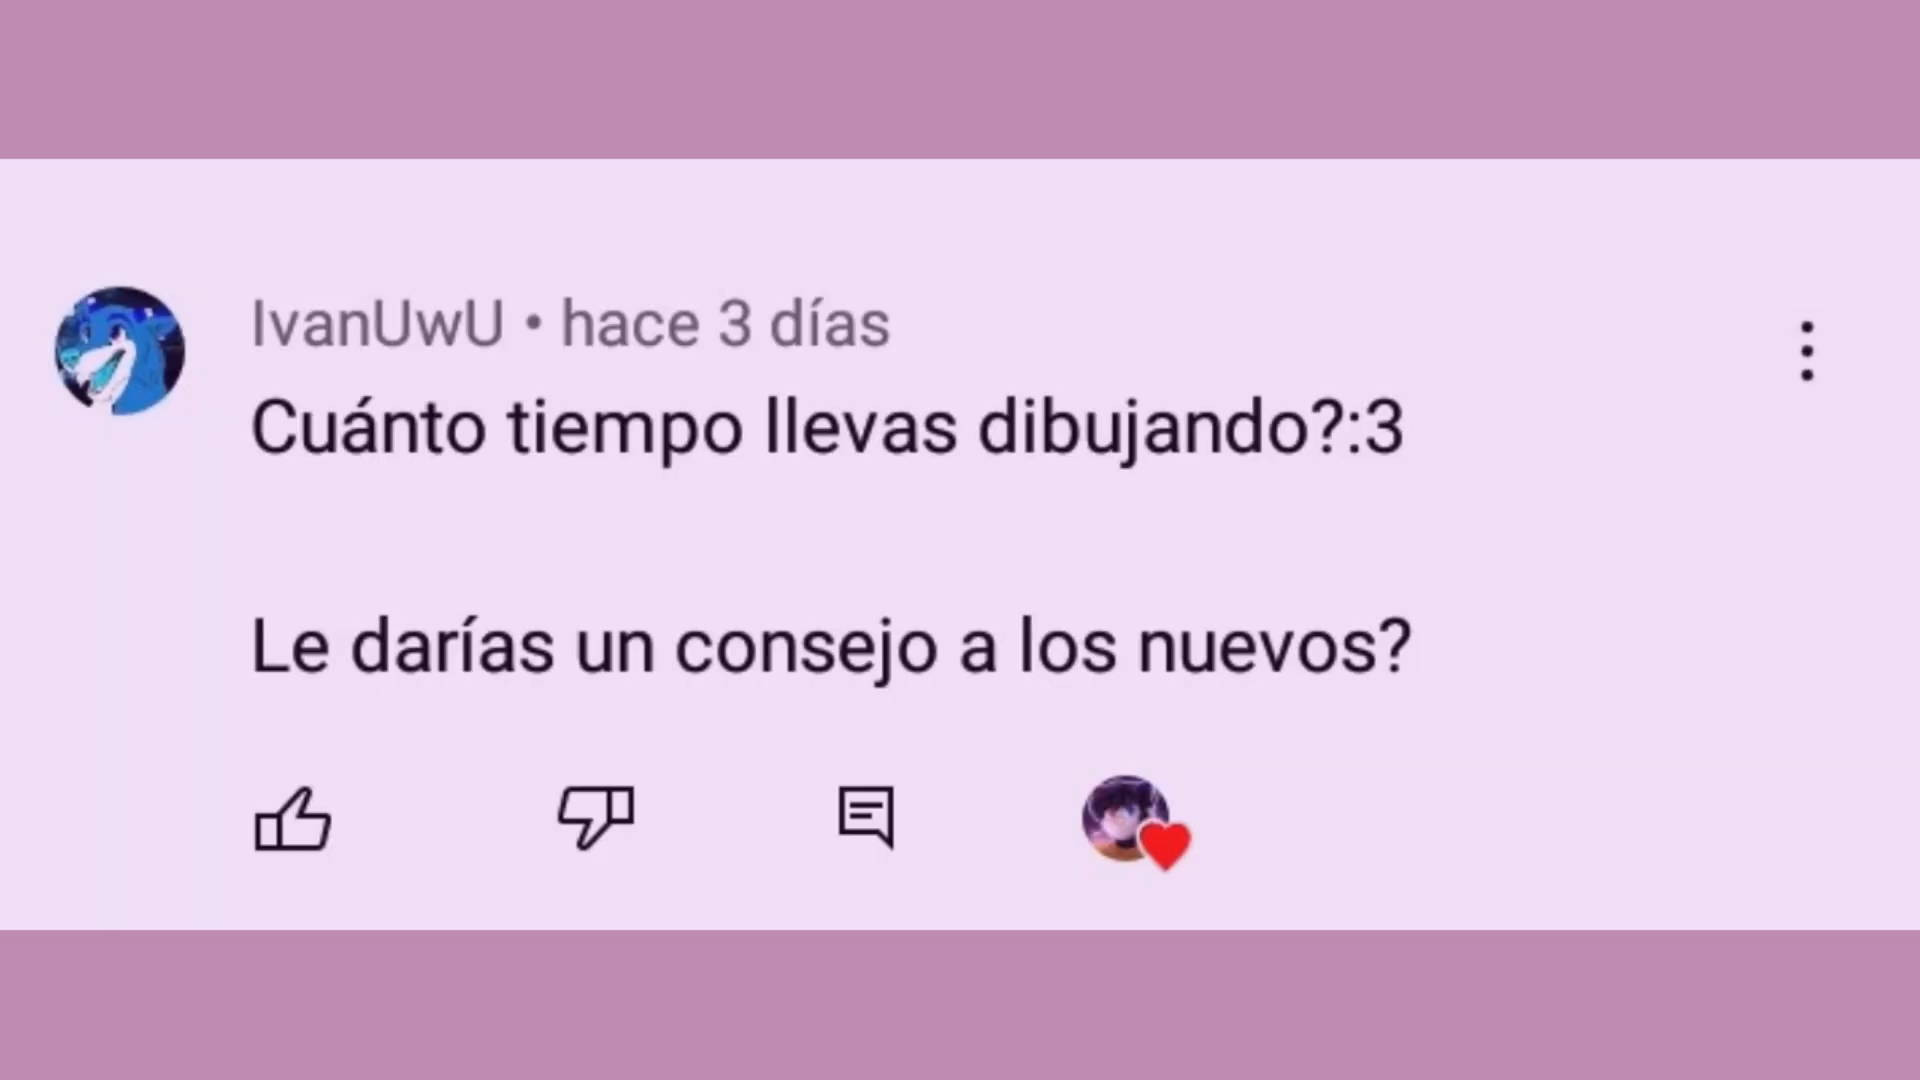 IvanUwU • hace 3 días
Cuánto tiempo llevas dibujando?:3
Le darías un consejo a los nuevos?